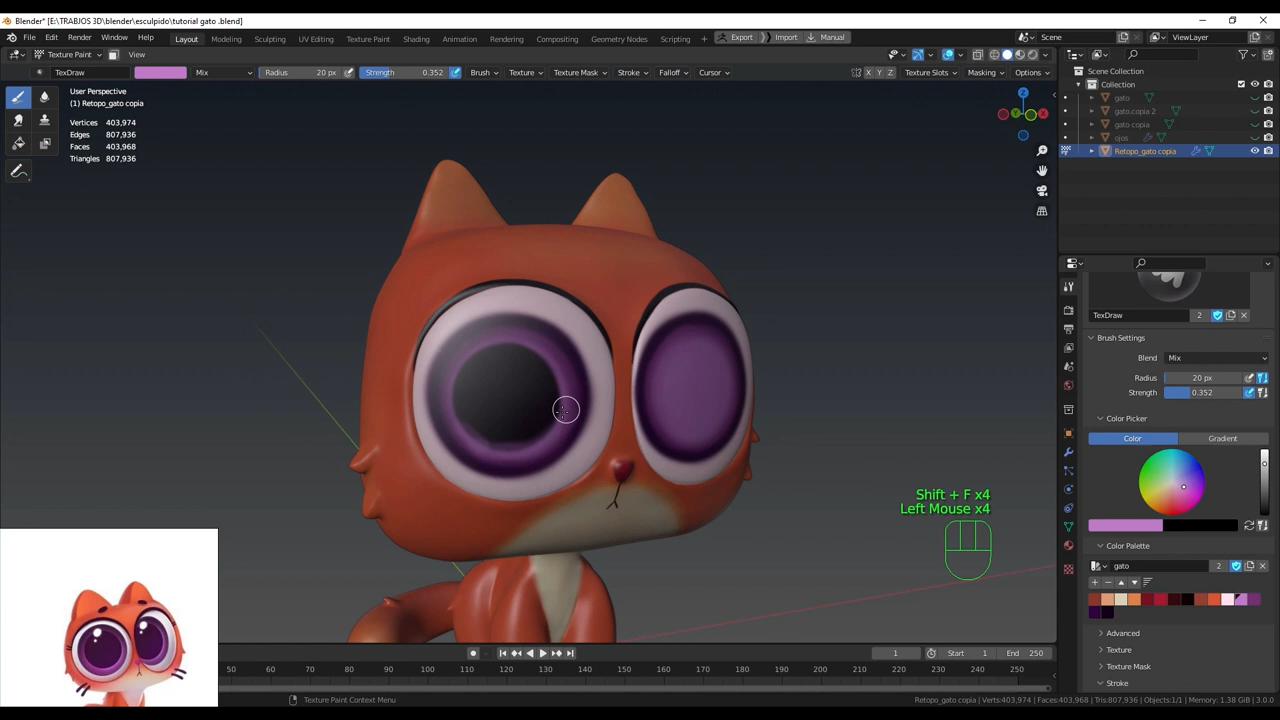 Blender* [E:\TRABJOS 3D\blender\esculpido\tutorial gato .blend]
File Edit Render Window Help Layout Modeling Sculpting UV Editing Texture Paint Shading Animation Rendering Compositing Geometry Nodes Scripting + Export Import Manual Scene ViewLayer
Texture Paint View
TexDraw Mix Radius 20 px Strength 0.352 Brush Texture Texture Mask Stroke Falloff Cursor X Y Z Texture Slots Masking Options
User Perspective
(1) Retopo_gato copia
Vertices 403,974
Edges 807,936
Faces 403,968
Triangles 807,936
Z
Y
X
Scene Collection
Collection
gato
gato.copia 2
gato copia
ojos
Retopo_gato copia
TexDraw 2
Brush Settings
Blend Mix
Radius 20 px
Strength 0.352
Color Picker
Color Gradient
Color Palette
gato 2
Advanced
Texture
Texture Mask
Stroke
Shift + F x4
Left Mouse x4
1 Start 1 End 250
50 60 70 80 90 100 110 120 130 140 150 160 170 180 190 200 210 220 230 240 250
Texture Paint Context Menu
Retopo_gato copia | Verts:403,974 | Faces:403,968 | Tris:807,936 | Objects:1/1 | Memory: 1.38 GiB | 3.0.0